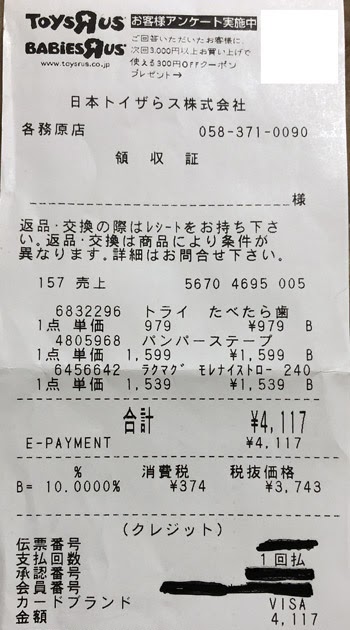 TOYSЯUS お客様アンケート実施中
BABIESЯUS ご回答いただいたお客様に
www.toysrus.co.jp 次回3,000円以上お買い上げで
使える300円OFFクーポン
プレゼント→
日本トイザらス株式会社
各務原店 058-371-0090
領 収 証
様
返品・交換の際はレシートをお持ち下さ
い。返品・交換は商品により条件が
異なります。詳細はお問合せ下さい。
157 売上 5670 4695 005
6832296 トライ たべたら歯
1点 単価 979 ¥979 B
4805968 パンパーステープ
1点 単価 1,599 ¥1,599 B
6456642 ラクマグ モレナイストロー 240
1点 単価 1,539 ¥1,539 B
合計 ¥4,117
E-PAYMENT ¥4,117
% 消費税 税抜価格
B= 10.0000% ¥374 ¥3,743
(クレジット)
伝票番号
支払回数 1回払
承認番号
会員番号
カードブランド VISA
金額 4,117